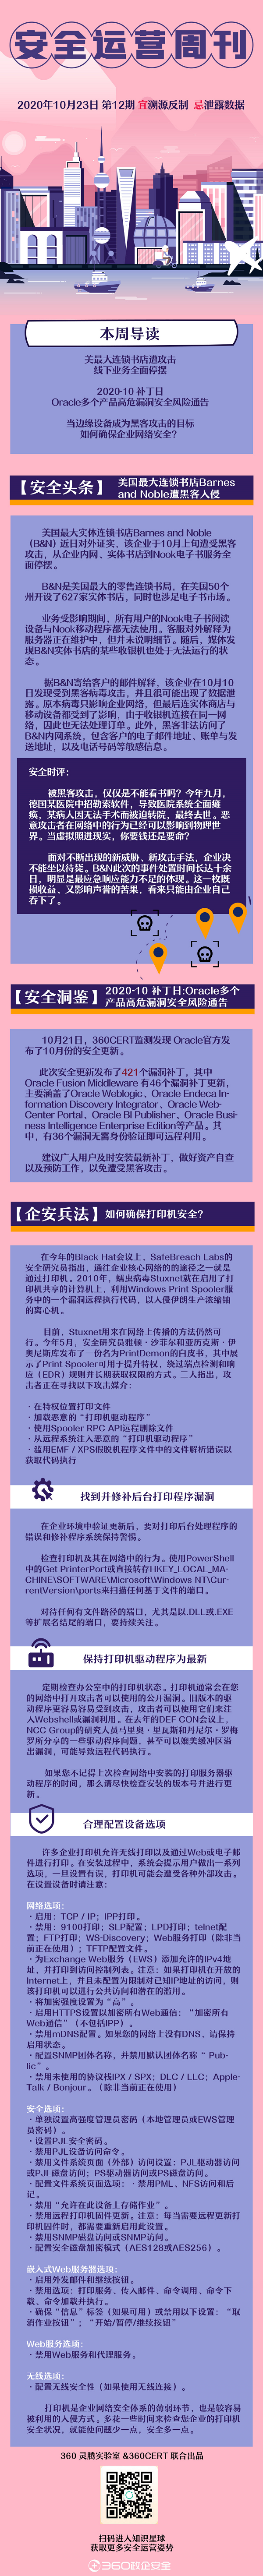 安全运营周刊
2020年10月23日 第12期 宜溯源反制 忌泄露数据
本周导读
美最大连锁书店遭攻击
线下业务全面停摆
2020-10 补丁日
Oracle多个产品高危漏洞安全风险通告
当边缘设备成为黑客攻击的目标
如何确保企业网络安全？
【安全头条】
美国最大连锁书店Barnes
and Noble遭黑客入侵
美国最大实体连锁书店Barnes and Noble
（B&N）近日对外证实，该企业于10月上旬遭受黑客
攻击，从企业内网、实体书店到Nook电子书服务全
面停摆。
B&N是美国最大的零售连锁书局，在美国50个
州开设了627家实体书店，同时也涉足电子书市场。
业务受影响期间，所有用户的Nook电子书阅读
设备与Nook移动程序都无法使用。客服对外解释为
服务器正在维护中，但并未说明细节。随后，媒体发
现B&N实体书店的某些收银机也处于无法运行的状
态。
据B&N寄给客户的邮件解释，该企业在10月10
日发现受到黑客病毒攻击，并且很可能出现了数据泄
露。原本病毒只影响企业网络，但最后连实体商店与
移动设备都受到了影响，由于收银机连接在同一网
络，因此也无法处理订单。此外，黑客非法访问了
B&N内网系统，包含客户的电子邮件地址、账单与发
送地址，以及电话号码等敏感信息。
安全时评：
被黑客攻击，仅仅是不能看书吗？今年九月，
德国某医院中招勒索软件，导致医院系统全面瘫
痪，某病人因无法手术而被迫转院，最终去世。恶
意攻击者在网络中的行为已经可以影响到物理世
界。当虚拟照进现实，你要钱还是要命？
面对不断出现的新威胁、新攻击手法，企业决
不能坐以待毙。B&N此次的事件处置时间长达十余
日，明显是最应急响应能力不足的体现。这一枚既
损收益、又影响声誉的苦果，看来只能由企业自己
吞下了。
【安全洞鉴】
2020-10 补丁日:Oracle多个
产品高危漏洞安全风险通告
10月21日，360CERT监测发现 Oracle官方发
布了10月份的安全更新。
此次安全更新发布了421个漏洞补丁，其中
Oracle Fusion Middleware 有46个漏洞补丁更新，
主要涵盖了Oracle Weblogic、Oracle Endeca In-
formation Discovery Integrator、Oracle Web-
Center Portal、Oracle BI Publisher、Oracle Busi-
ness Intelligence Enterprise Edition等产品。其
中，有36个漏洞无需身份验证即可远程利用。
建议广大用户及时安装最新补丁，做好资产自查
以及预防工作，以免遭受黑客攻击。
【企安兵法】
如何确保打印机安全？
在今年的Black Hat会议上，SafeBreach Labs的
安全研究员指出，通往企业核心网络的的途径之一就是
通过打印机。2010年，蠕虫病毒Stuxnet就在启用了打
印机共享的计算机上，利用Windows Print Spooler服
务中的一个漏洞远程执行代码，以入侵伊朗生产浓缩铀
的离心机。
目前，Stuxnet用来在网络上传播的方法仍然可
行。今年5月，安全研究员雅顿·沙菲尔和亚历克斯·伊
奥尼斯库发布了一份名为PrintDemon的白皮书，其中展
示了Print Spooler可用于提升特权，绕过端点检测和响
应（EDR）规则并长期获取权限的方式。二人指出，攻
击者正在寻找以下攻击媒介：
·在特权位置打印文件
·加载恶意的“打印机驱动程序”
·使用Spooler RPC API远程删除文件
·从远程系统注入恶意的“打印机驱动程序”
·滥用EMF / XPS假脱机程序文件中的文件解析错误以
获取代码执行
找到并修补后台打印程序漏洞
在企业环境中验证更新后，要对打印后台处理程序的
错误和修补程序系统保持警惕。
检查打印机及其在网络中的行为。使用PowerShell
中的Get PrinterPort或直接转存HKEY_LOCAL_MA-
CHINE\SOFTWARE\Microsoft\Windows NT\Cur-
rentVersion\ports来扫描任何基于文件的端口。
对待任何有文件路径的端口，尤其是以.DLL或.EXE
等扩展名结尾的端口，要持续关注。
保持打印机驱动程序为最新
定期检查办公室中的打印机状态。打印机通常会在您
的网络中打开攻击者可以使用的公开漏洞。旧版本的驱
动程序更容易容易受到攻击，攻击者可以使用它们来迁
入Webshell或漏洞利用。在去年的DEF CON会议上，
NCC Group的研究人员马里奥·里瓦斯和丹尼尔·罗梅
罗所分享的一些驱动程序问题，甚至可以媲美缓冲区溢
出漏洞，可能导致远程代码执行。
如果您不记得上次检查网络中安装的打印服务器驱
动程序的时间，那么请尽快检查安装的版本号并进行更
新。
合理配置设备选项
许多企业打印机允许无线打印以及通过Web或电子邮
件进行打印。在安装过程中，系统会提示用户做出一系列
选项，一旦设置有误，打印机可能会遭受各种外部攻击。
在设置设备时请注意：
网络选项：
·启用：TCP / IP；IPP打印。
·禁用：9100打印；SLP配置；LPD打印；telnet配
置；FTP打印；WS-Discovery；Web服务打印（除非当
前正在使用）；TFTP配置文件。
·为Exchange Web服务（EWS）添加允许的IPv4地
址，并打印到访问控制列表。注意：如果打印机在开放的
Internet上，并且未配置为限制对已知IP地址的访问，则
该打印机可以进行公共访问和潜在的滥用。
·将加密强度设置为“高”。
·启用HTTPS设置以加密所有Web通信：“加密所有
Web通信”（不包括IPP）。
·禁用mDNS配置。如果您的网络上没有DNS，请保持
启用状态。
·配置SNMP团体名称，并禁用默认团体名称“ Pub-
lic”。
·禁用未使用的协议栈IPX / SPX；DLC / LLC；Apple-
Talk / Bonjour。（除非当前正在使用）
安全选项：
·单独设置高强度管理员密码（本地管理员或EWS管理
员密码）。
·设置PJL安全密码。
·禁用PJL设备访问命令。
·禁用文件系统页面（外部）访问设置：PJL驱动器访问
或PJL磁盘访问；PS驱动器访问或PS磁盘访问。
·配置文件系统页面选项：·禁用PML、NFS访问和后
记。
·禁用“允许在此设备上存储作业”。
·禁用远程打印机固件更新。注意：每当需要远程更新打
印机固件时，都需要重新启用此设置。
·禁用SNMP磁盘访问或SNMP访问。
·配置安全磁盘加密模式（AES128或AES256）。
嵌入式Web服务器选项：
·启用外发邮件和继续按钮。
·禁用选项：打印服务、传入邮件、命令调用、命令下
载、命令加载并执行。
·确保“信息”标签（如果可用）或禁用以下设置：“取
消作业按钮”；“开始/暂停/继续按钮”
Web服务选项：
·禁用Web服务和代理服务。
无线选项：
·配置无线安全性（如果使用无线连接）。
打印机是企业网络安全体系的薄弱环节，也是较容易
被利用的入侵方式。多花一些时间来检查您企业的打印机
安全状况，就能使问题少一点，安全多一点。
360 灵腾实验室 &360CERT 联合出品
扫码进入知识星球
获取更多安全运营姿势
360政企安全